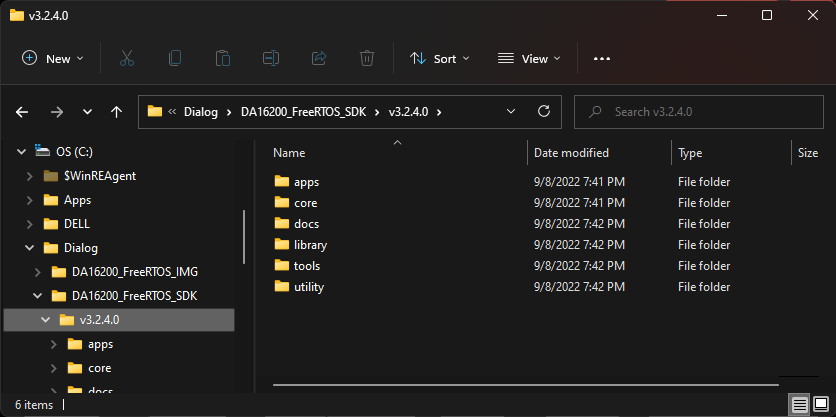 v3.2.4.0
New Sort View
Dialog DA16200_FreeRTOS_SDK v3.2.4.0 Search v3.2.4.0
OS (C:)
$WinREAgent
Apps
DELL
Dialog
DA16200_FreeRTOS_IMG
DA16200_FreeRTOS_SDK
v3.2.4.0
apps
core
docs
Name Date modified Type Size
apps 9/8/2022 7:41 PM File folder
core 9/8/2022 7:41 PM File folder
docs 9/8/2022 7:42 PM File folder
library 9/8/2022 7:42 PM File folder
tools 9/8/2022 7:42 PM File folder
utility 9/8/2022 7:42 PM File folder
6 items